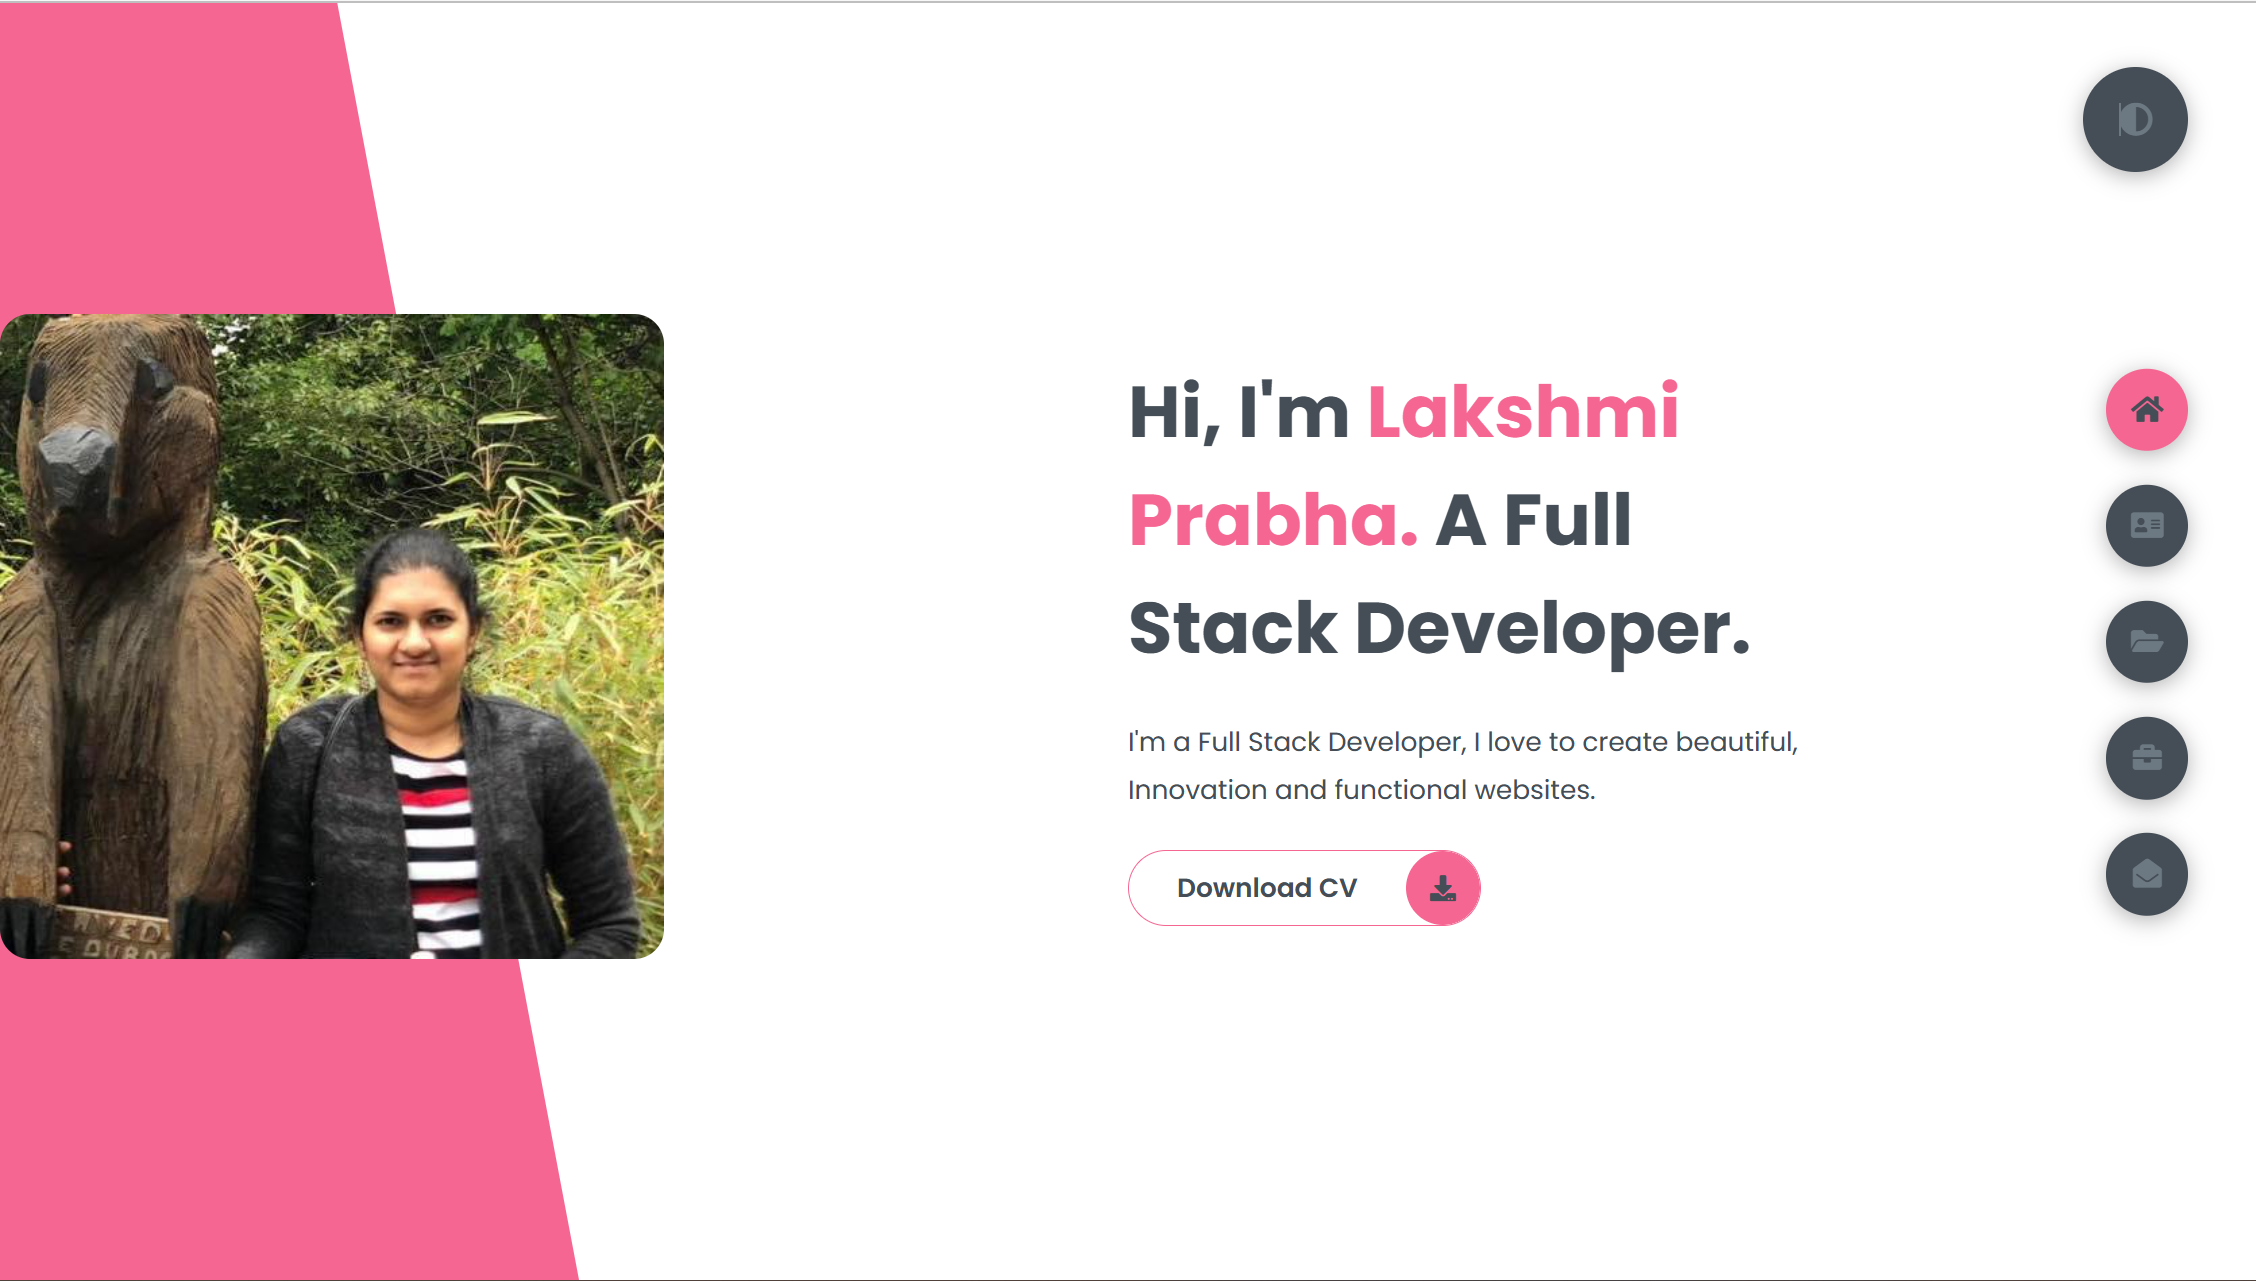 Hi, I'm Lakshmi
Prabha. A Full
Stack Developer.
I'm a Full Stack Developer, I love to create beautiful,
Innovation and functional websites.
Download CV